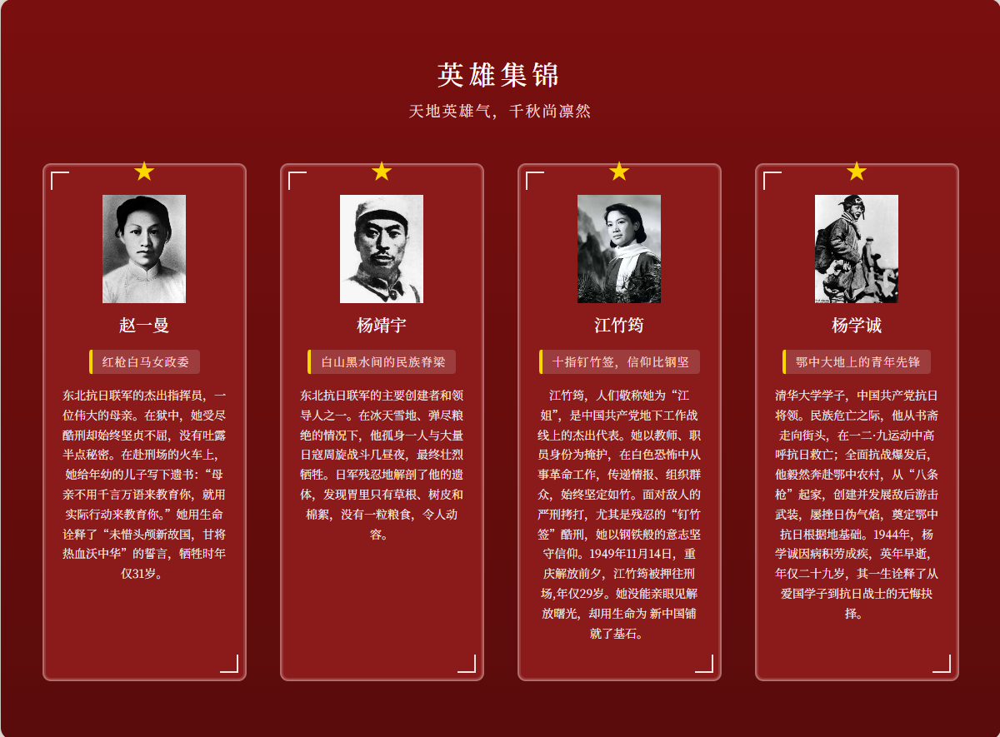 英雄集锦
天地英雄气，千秋尚凛然
赵一曼
红枪白马女政委
东北抗日联军的杰出指挥员，一
位伟大的母亲。在狱中，她受尽
酷刑却始终坚贞不屈，没有吐露
半点秘密。在赴刑场的火车上，
她给年幼的儿子写下遗书：“母
亲不用千言万语来教育你，就用
实际行动来教育你。”她用生命
诠释了“未惜头颅新故国，甘将
热血沃中华”的誓言，牺牲时年
仅31岁。
杨靖宇
白山黑水间的民族脊梁
东北抗日联军的主要创建者和领
导人之一。在冰天雪地、弹尽粮
绝的情况下，他孤身一人与大量
日寇周旋战斗几昼夜，最终壮烈
牺牲。日军残忍地解剖了他的遗
体，发现胃里只有草根、树皮和
棉絮，没有一粒粮食，令人动
容。
江竹筠
十指钉竹签，信仰比钢坚
江竹筠，人们敬称她为“江
姐”，是中国共产党地下工作战
线上的杰出代表。她以教师、职
员身份为掩护，在白色恐怖中从
事革命工作，传递情报、组织群
众，始终坚定如竹。面对敌人的
严刑拷打，尤其是残忍的“钉竹
签”酷刑，她以钢铁般的意志坚
守信仰。1949年11月14日，重
庆解放前夕，江竹筠被押往刑
场,年仅29岁。她没能亲眼见解
放曙光，却用生命为 新中国铺
就了基石。
杨学诚
鄂中大地上的青年先锋
清华大学学子，中国共产党抗日
将领。民族危亡之际，他从书斋
走向街头，在一二·九运动中高
呼抗日救亡；全面抗战爆发后，
他毅然奔赴鄂中农村，从“八条
枪”起家，创建并发展敌后游击
武装，屡挫日伪气焰，奠定鄂中
抗日根据地基础。1944年，杨
学诚因病积劳成疾，英年早逝，
年仅二十九岁，其一生诠释了从
爱国学子到抗日战士的无悔抉
择。